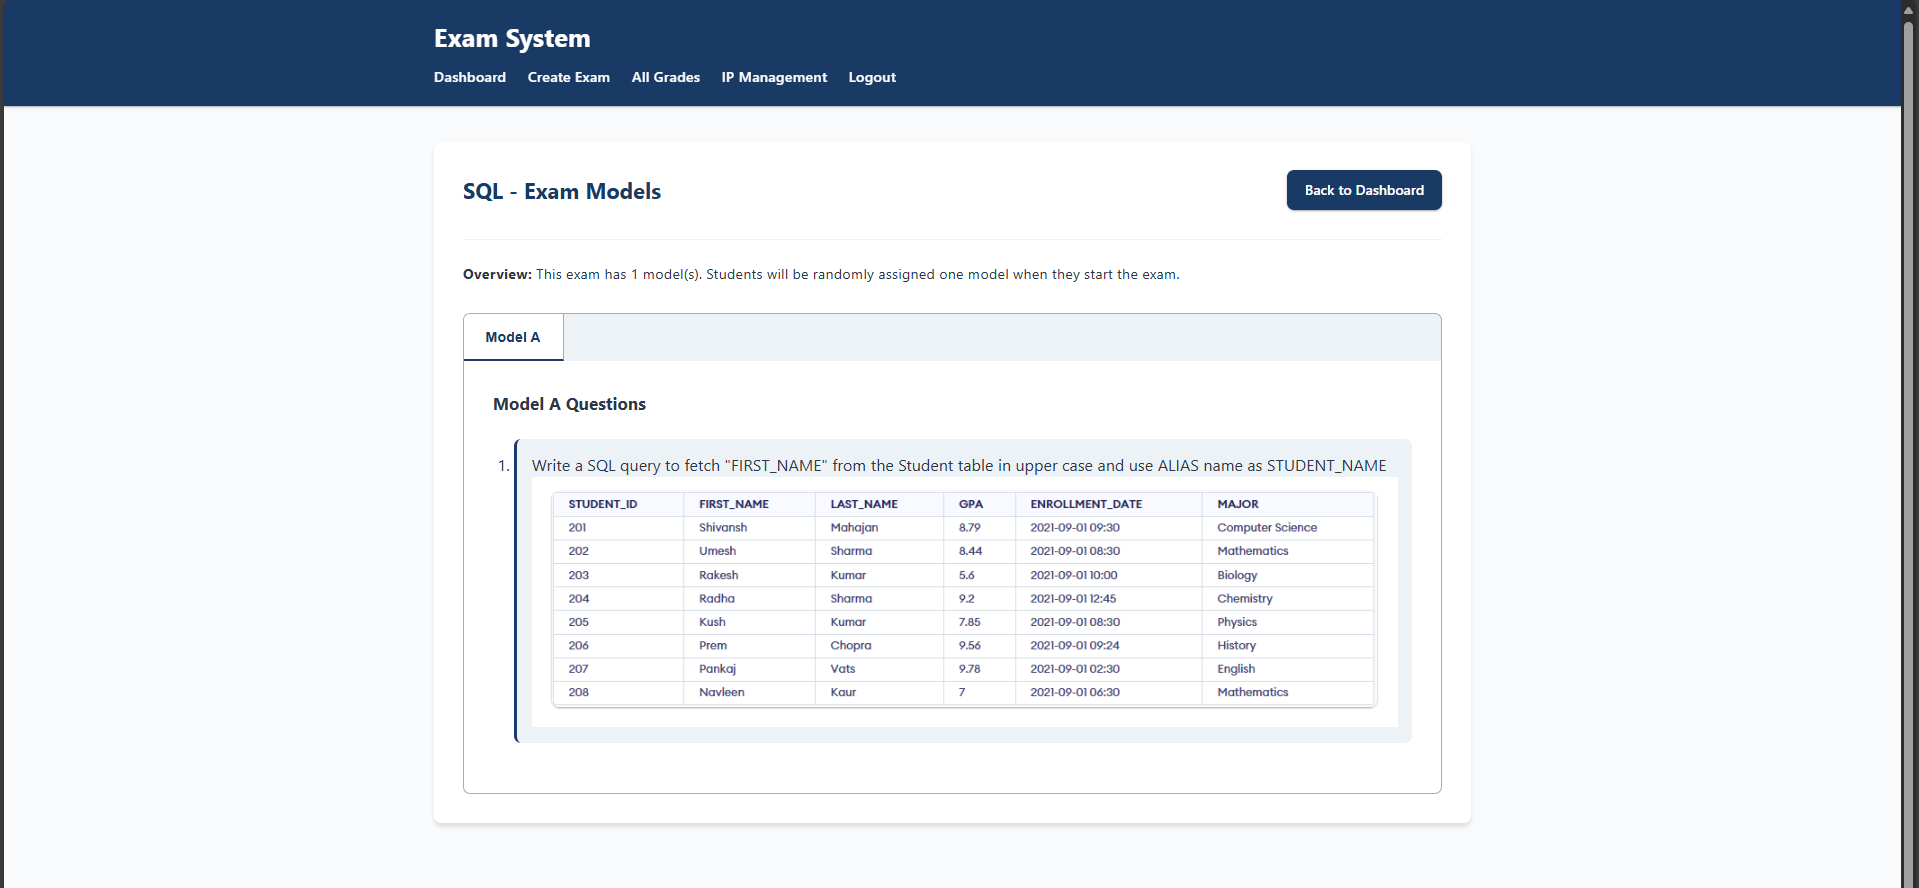 Exam System
Dashboard Create Exam All Grades IP Management Logout
SQL - Exam Models
Back to Dashboard
Overview: This exam has 1 model(s). Students will be randomly assigned one model when they start the exam.
Model A
Model A Questions
1. Write a SQL query to fetch "FIRST_NAME" from the Student table in upper case and use ALIAS name as STUDENT_NAME
STUDENT_ID FIRST_NAME LAST_NAME GPA ENROLLMENT_DATE MAJOR
201 Shivansh Mahajan 8.79 2021-09-01 09:30 Computer Science
202 Umesh Sharma 8.44 2021-09-01 08:30 Mathematics
203 Rakesh Kumar 5.6 2021-09-01 10:00 Biology
204 Radha Sharma 9.2 2021-09-01 12:45 Chemistry
205 Kush Kumar 7.85 2021-09-01 08:30 Physics
206 Prem Chopra 9.56 2021-09-01 09:24 History
207 Pankaj Vats 9.78 2021-09-01 02:30 English
208 Navleen Kaur 7 2021-09-01 06:30 Mathematics